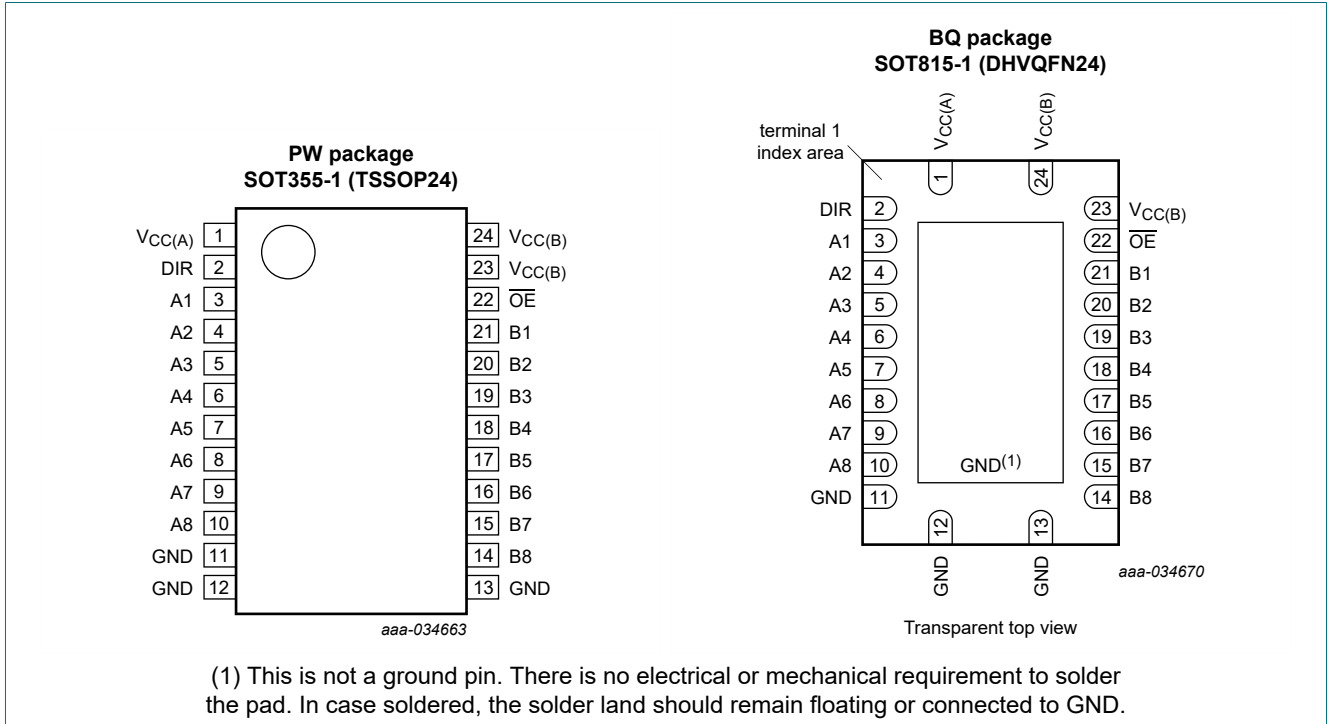 PW package
SOT355-1 (TSSOP24)
VCC(A) 1
DIR 2
A1 3
A2 4
A3 5
A4 6
A5 7
A6 8
A7 9
A8 10
GND 11
GND 12
24 VCC(B)
23 VCC(B)
22 OE
21 B1
20 B2
19 B3
18 B4
17 B5
16 B6
15 B7
14 B8
13 GND
aaa-034663
BQ package
SOT815-1 (DHVQFN24)
terminal 1
index area
VCC(A)
1
VCC(B)
24
DIR 2
A1 3
A2 4
A3 5
A4 6
A5 7
A6 8
A7 9
A8 10
GND 11
23 VCC(B)
22 OE
21 B1
20 B2
19 B3
18 B4
17 B5
16 B6
15 B7
14 B8
GND(1)
12
GND
13
GND
aaa-034670
Transparent top view
(1) This is not a ground pin. There is no electrical or mechanical requirement to solder
the pad. In case soldered, the solder land should remain floating or connected to GND.